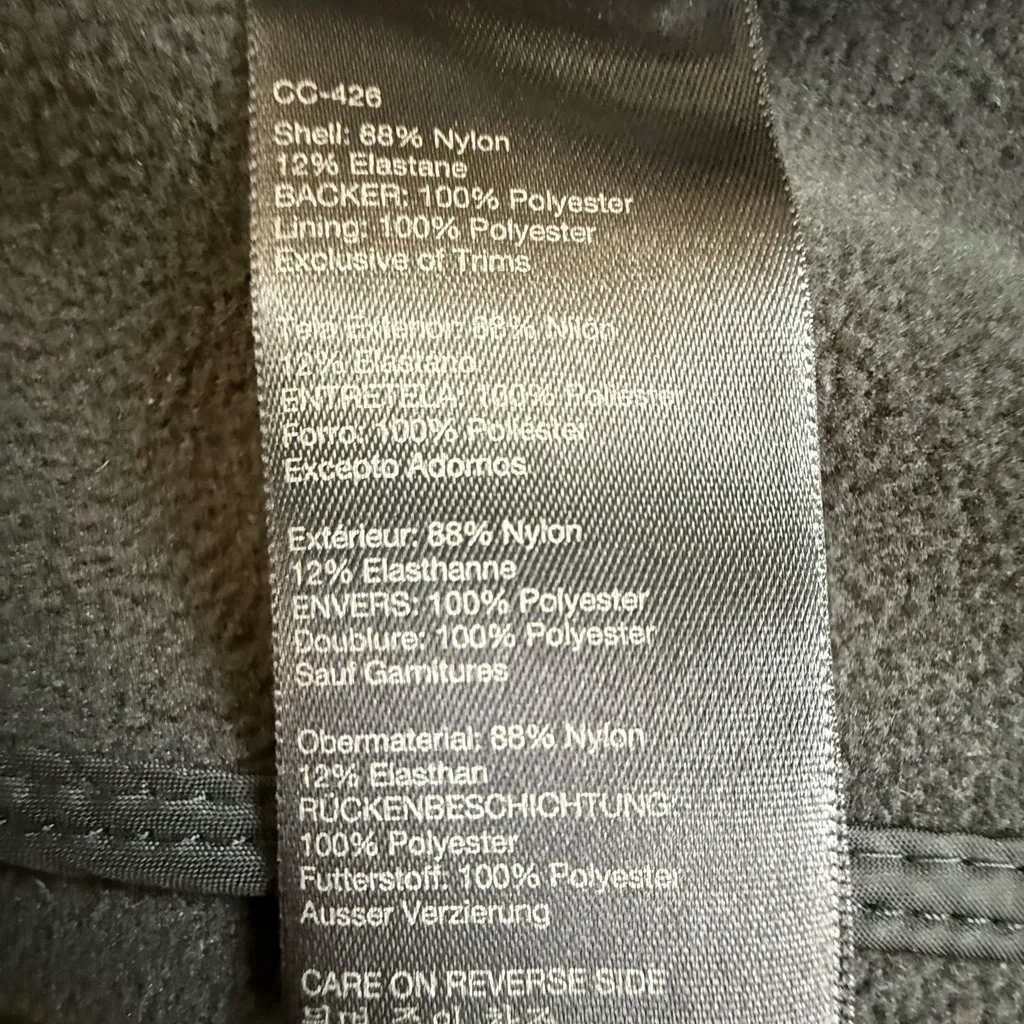 CC-426
Shell: 88% Nylon
12% Elastane
BACKER: 100% Polyester
Lining: 100% Polyester
Exclusive of Trims
Tela Exterior: 88% Nilon
12% Elastano
ENTRETELA: 100% Poliéster
Forro: 100% Poliéster
Excepto Adornos.
Extérieur: 88% Nylon
12% Elasthanne
ENVERS: 100% Polyester
Doublure: 100% Polyester
Sauf Garnitures
Obermaterial: 88% Nylon
12% Elasthan
RÜCKENBESCHICHTUNG:
100% Polyester
Futterstoff: 100% Polyester
Ausser Verzierung
CARE ON REVERSE SIDE